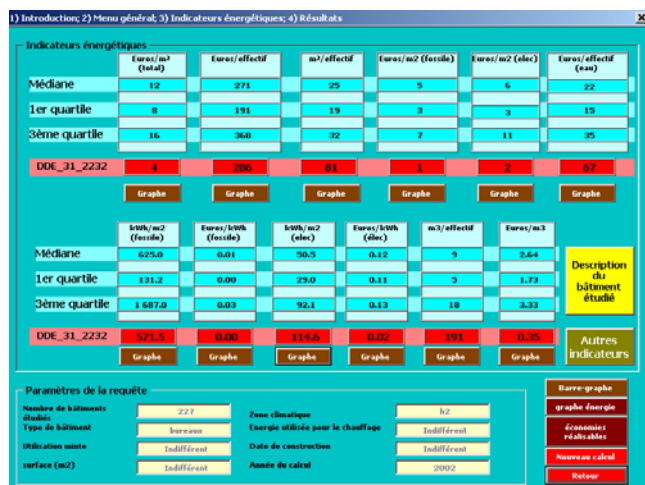 1) Introduction; 2) Menu général; 3) Indicateurs énergétiques; 4) Résultats
Indicateurs énergétiques
Euros/m² (total) Euros/effectif m²/effectif Euros/m2 (fossile) Euros/m2 (elec) Euros/effectif (eau)
Médiane 12 271 25 5 6 22
1er quartile 8 191 19 3 3 15
3ème quartile 16 360 32 7 11 35
DDE_31_2232 4 206 81 1 2 67
Graphe Graphe Graphe Graphe Graphe Graphe
kWh/m2 (fossile) Euros/kWh (fossile) kWh/m2 (elec) Euros/kWh (élec) m3/effectif Euros/m3
Médiane 625.0 0.01 50.5 0.12 9 2.64
1er quartile 131.2 0.00 29.0 0.11 5 1.73
3ème quartile 1 687.0 0.03 92.1 0.13 18 3.33
DDE_31_2232 571.5 0.00 114.6 0.02 191 0.35
Graphe Graphe Graphe Graphe Graphe Graphe
Description
du
bâtiment
étudié
Autres
indicateurs
Paramètres de la requête
Nombre de bâtiments
étudiés 227 Zone climatique h2
Type de bâtiment bureaux Energie utilisée pour le chauffage Indifférent
Utilisation mixte Indifférent Date de construction Indifférent
surface (m2) Indifférent Année du calcul 2002
Barre-graphe
graphe énergie
économies
réalisables
Nouveau calcul
Retour